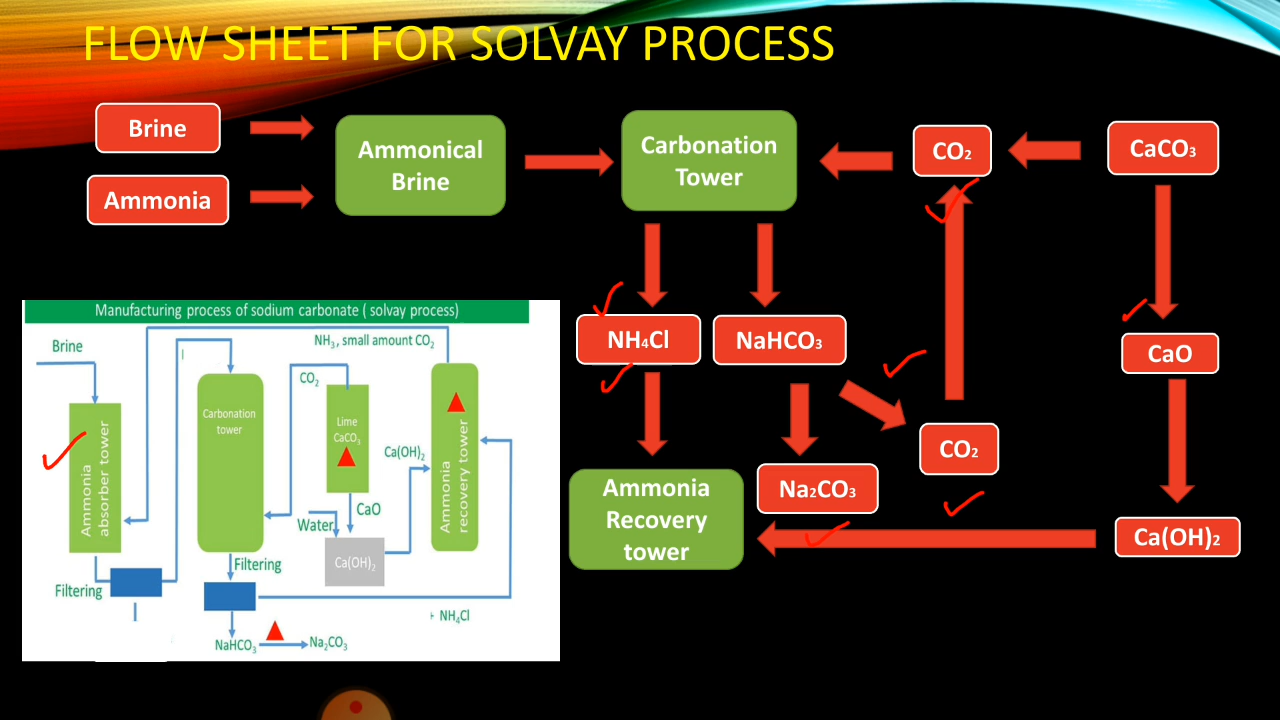 FLOW SHEET FOR SOLVAY PROCESS
Brine
Ammonia
Ammonical
Brine
Carbonation
Tower
CO₂
CaCO₃
NH₄Cl
NaHCO₃
CaO
CO₂
Na₂CO₃
Ammonia
Recovery
tower
Ca(OH)₂
Manufacturing process of sodium carbonate ( solvay process)
Brine
NH₃ , small amount CO₂
CO₂
Carbonation
tower
Lime
CaCO₃
Ammonia
absorber tower
Ca(OH)₂
Ammonia
recovery tower
CaO
Water
Ca(OH)₂
Filtering
Filtering
+ NH₄Cl
NaHCO₃
Na₂CO₃